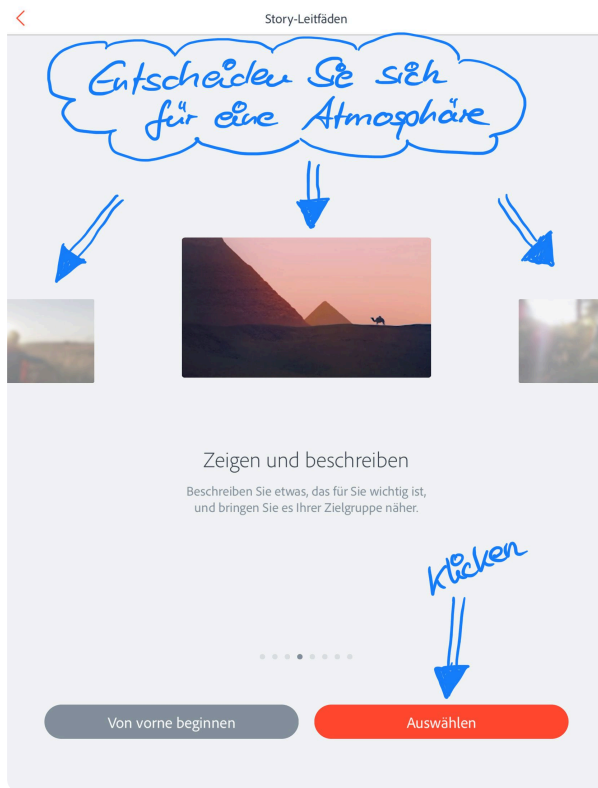 Story-Leitfäden
Entscheiden Sie sich
für eine Atmosphäre
Zeigen und beschreiben
Beschreiben Sie etwas, das für Sie wichtig ist,
und bringen Sie es Ihrer Zielgruppe näher.
Klicken
Von vorne beginnen
Auswählen